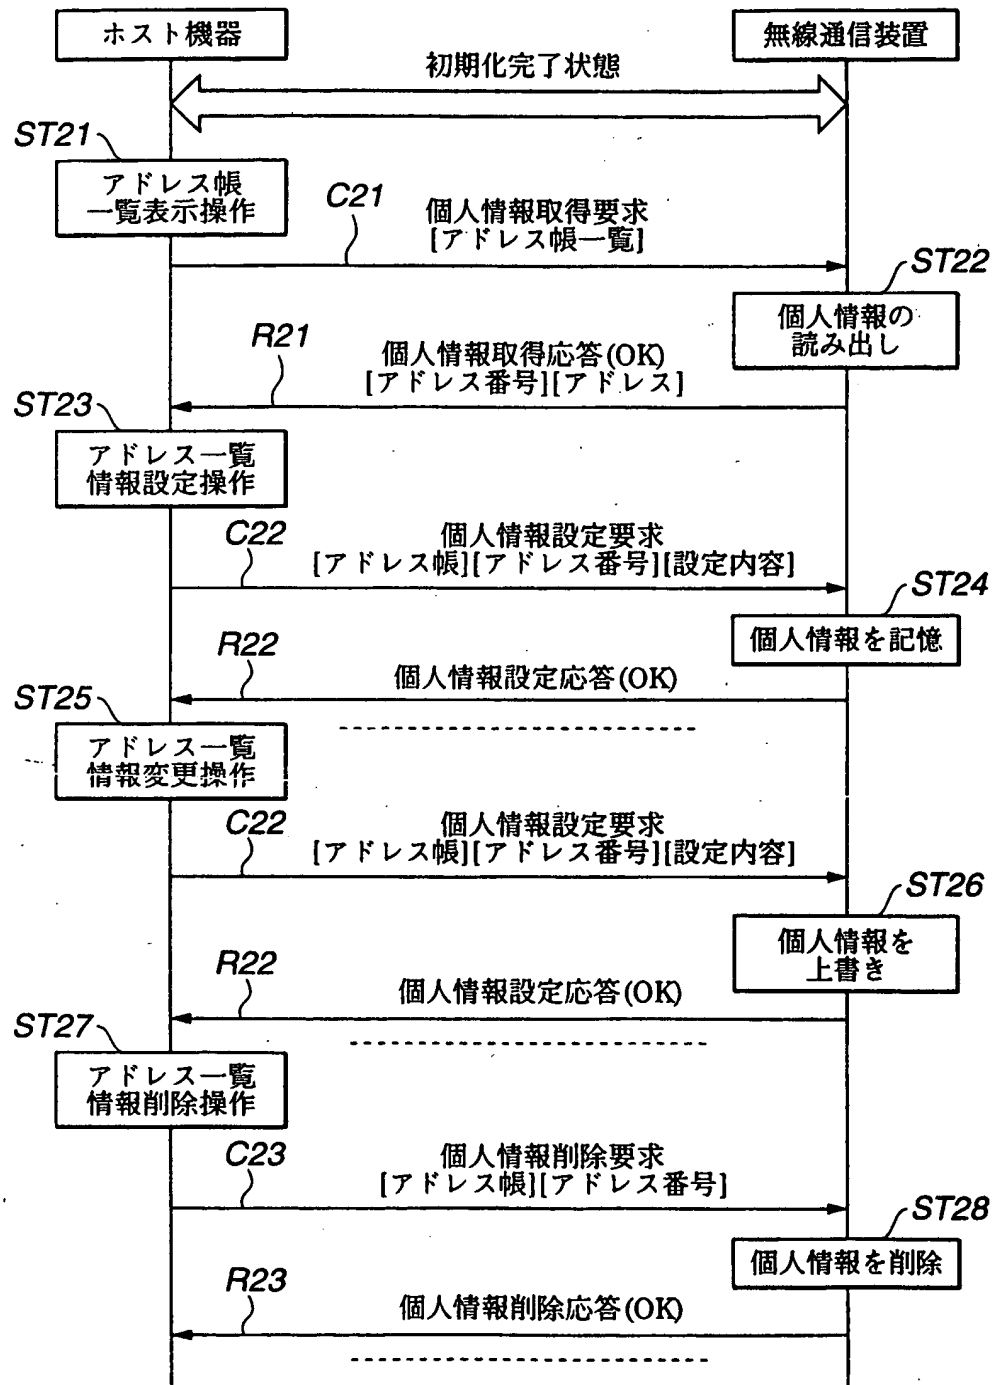 ホスト機器
無線通信装置
初期化完了状態
ST21
アドレス帳
一覧表示操作
C21
個人情報取得要求
[アドレス帳一覧]
ST22
個人情報の
読み出し
R21
個人情報取得応答(OK)
[アドレス番号][アドレス]
ST23
アドレス一覧
情報設定操作
C22
個人情報設定要求
[アドレス帳][アドレス番号][設定内容]
ST24
個人情報を記憶
R22
個人情報設定応答(OK)
ST25
アドレス一覧
情報変更操作
C22
個人情報設定要求
[アドレス帳][アドレス番号][設定内容]
ST26
個人情報を
上書き
R22
個人情報設定応答(OK)
ST27
アドレス一覧
情報削除操作
C23
個人情報削除要求
[アドレス帳][アドレス番号]
ST28
個人情報を削除
R23
個人情報削除応答(OK)